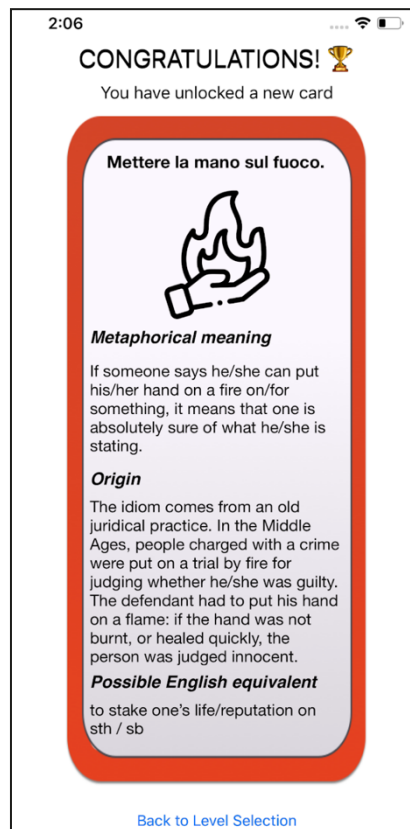 2:06
CONGRATULATIONS! 🏆
You have unlocked a new card
Mettere la mano sul fuoco.
Metaphorical meaning
If someone says he/she can put
his/her hand on a fire on/for
something, it means that one is
absolutely sure of what he/she is
stating.
Origin
The idiom comes from an old
juridical practice. In the Middle
Ages, people charged with a crime
were put on a trial by fire for
judging whether he/she was guilty.
The defendant had to put his hand
on a flame: if the hand was not
burnt, or healed quickly, the
person was judged innocent.
Possible English equivalent
to stake one's life/reputation on
sth / sb
Back to Level Selection